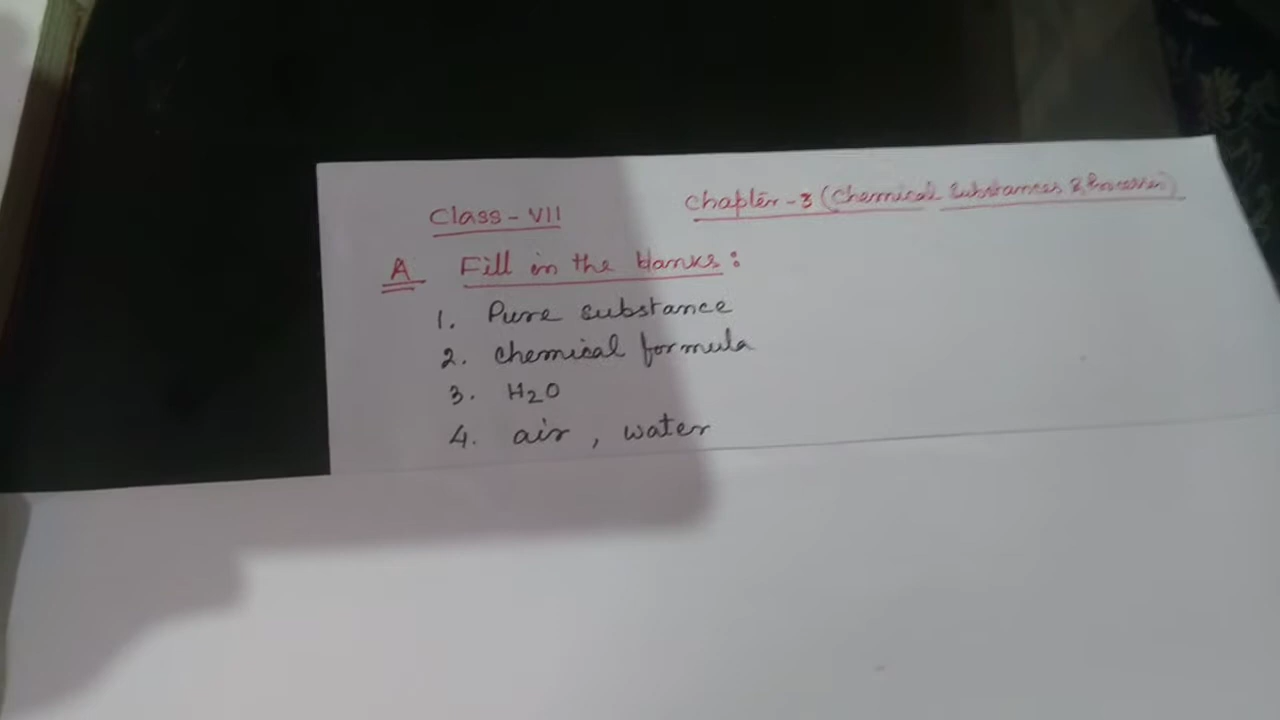 Class - VII
Chapter - 3 (Chemical Substances & Processes)
A Fill in the blanks :
1. Pure substance
2. Chemical formula
3. H2O
4. air , water